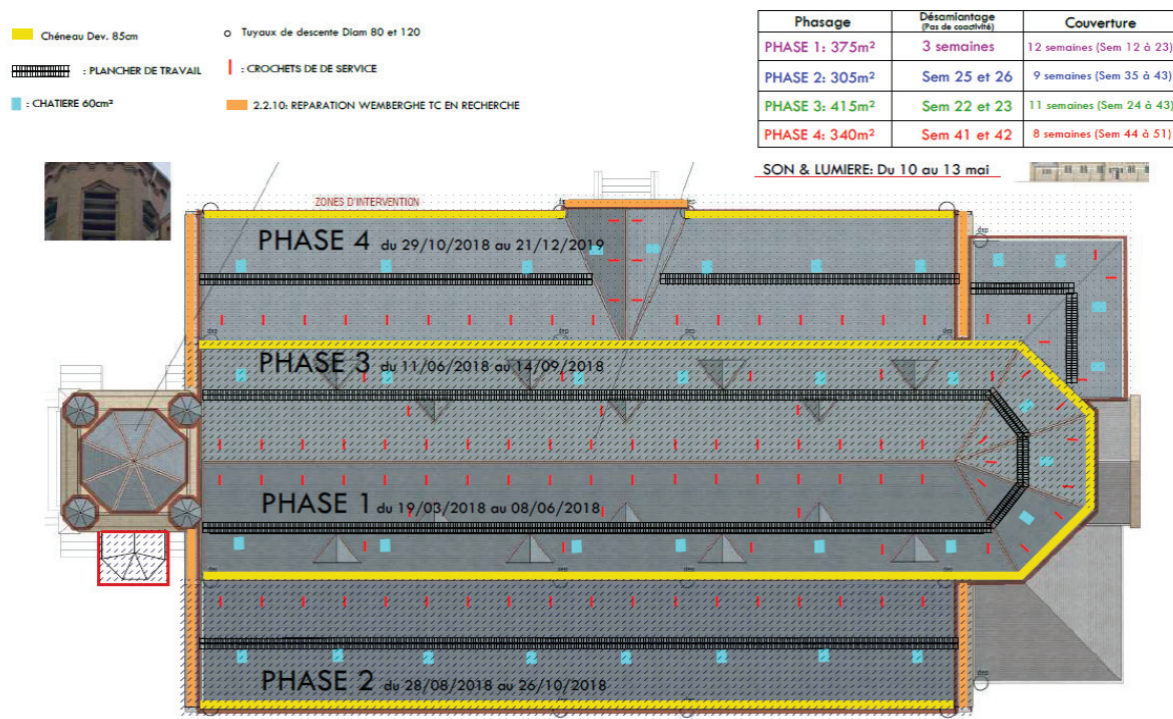 Chéneau Dev. 85cm
Tuyaux de descente Diam 80 et 120
: PLANCHER DE TRAVAIL
: CROCHETS DE DE SERVICE
: CHATIERE 60cm²
2.2.10: REPARATION WEMBERGHE TC EN RECHERCHE
Phasage
Désamiantage
(Pas de coactivité)
Couverture
PHASE 1: 375m²
3 semaines
12 semaines (Sem 12 à 23)
PHASE 2: 305m²
Sem 25 et 26
9 semaines (Sem 35 à 43)
PHASE 3: 415m²
Sem 22 et 23
11 semaines (Sem 24 à 43)
PHASE 4: 340m²
Sem 41 et 42
8 semaines (Sem 44 à 51)
SON & LUMIERE: Du 10 au 13 mai
ZONES D'INTERVENTION
PHASE 4 du 29/10/2018 au 21/12/2019
PHASE 3 du 11/06/2018 au 14/09/2018
PHASE 1 du 19/03/2018 au 08/06/2018
PHASE 2 du 28/08/2018 au 26/10/2018